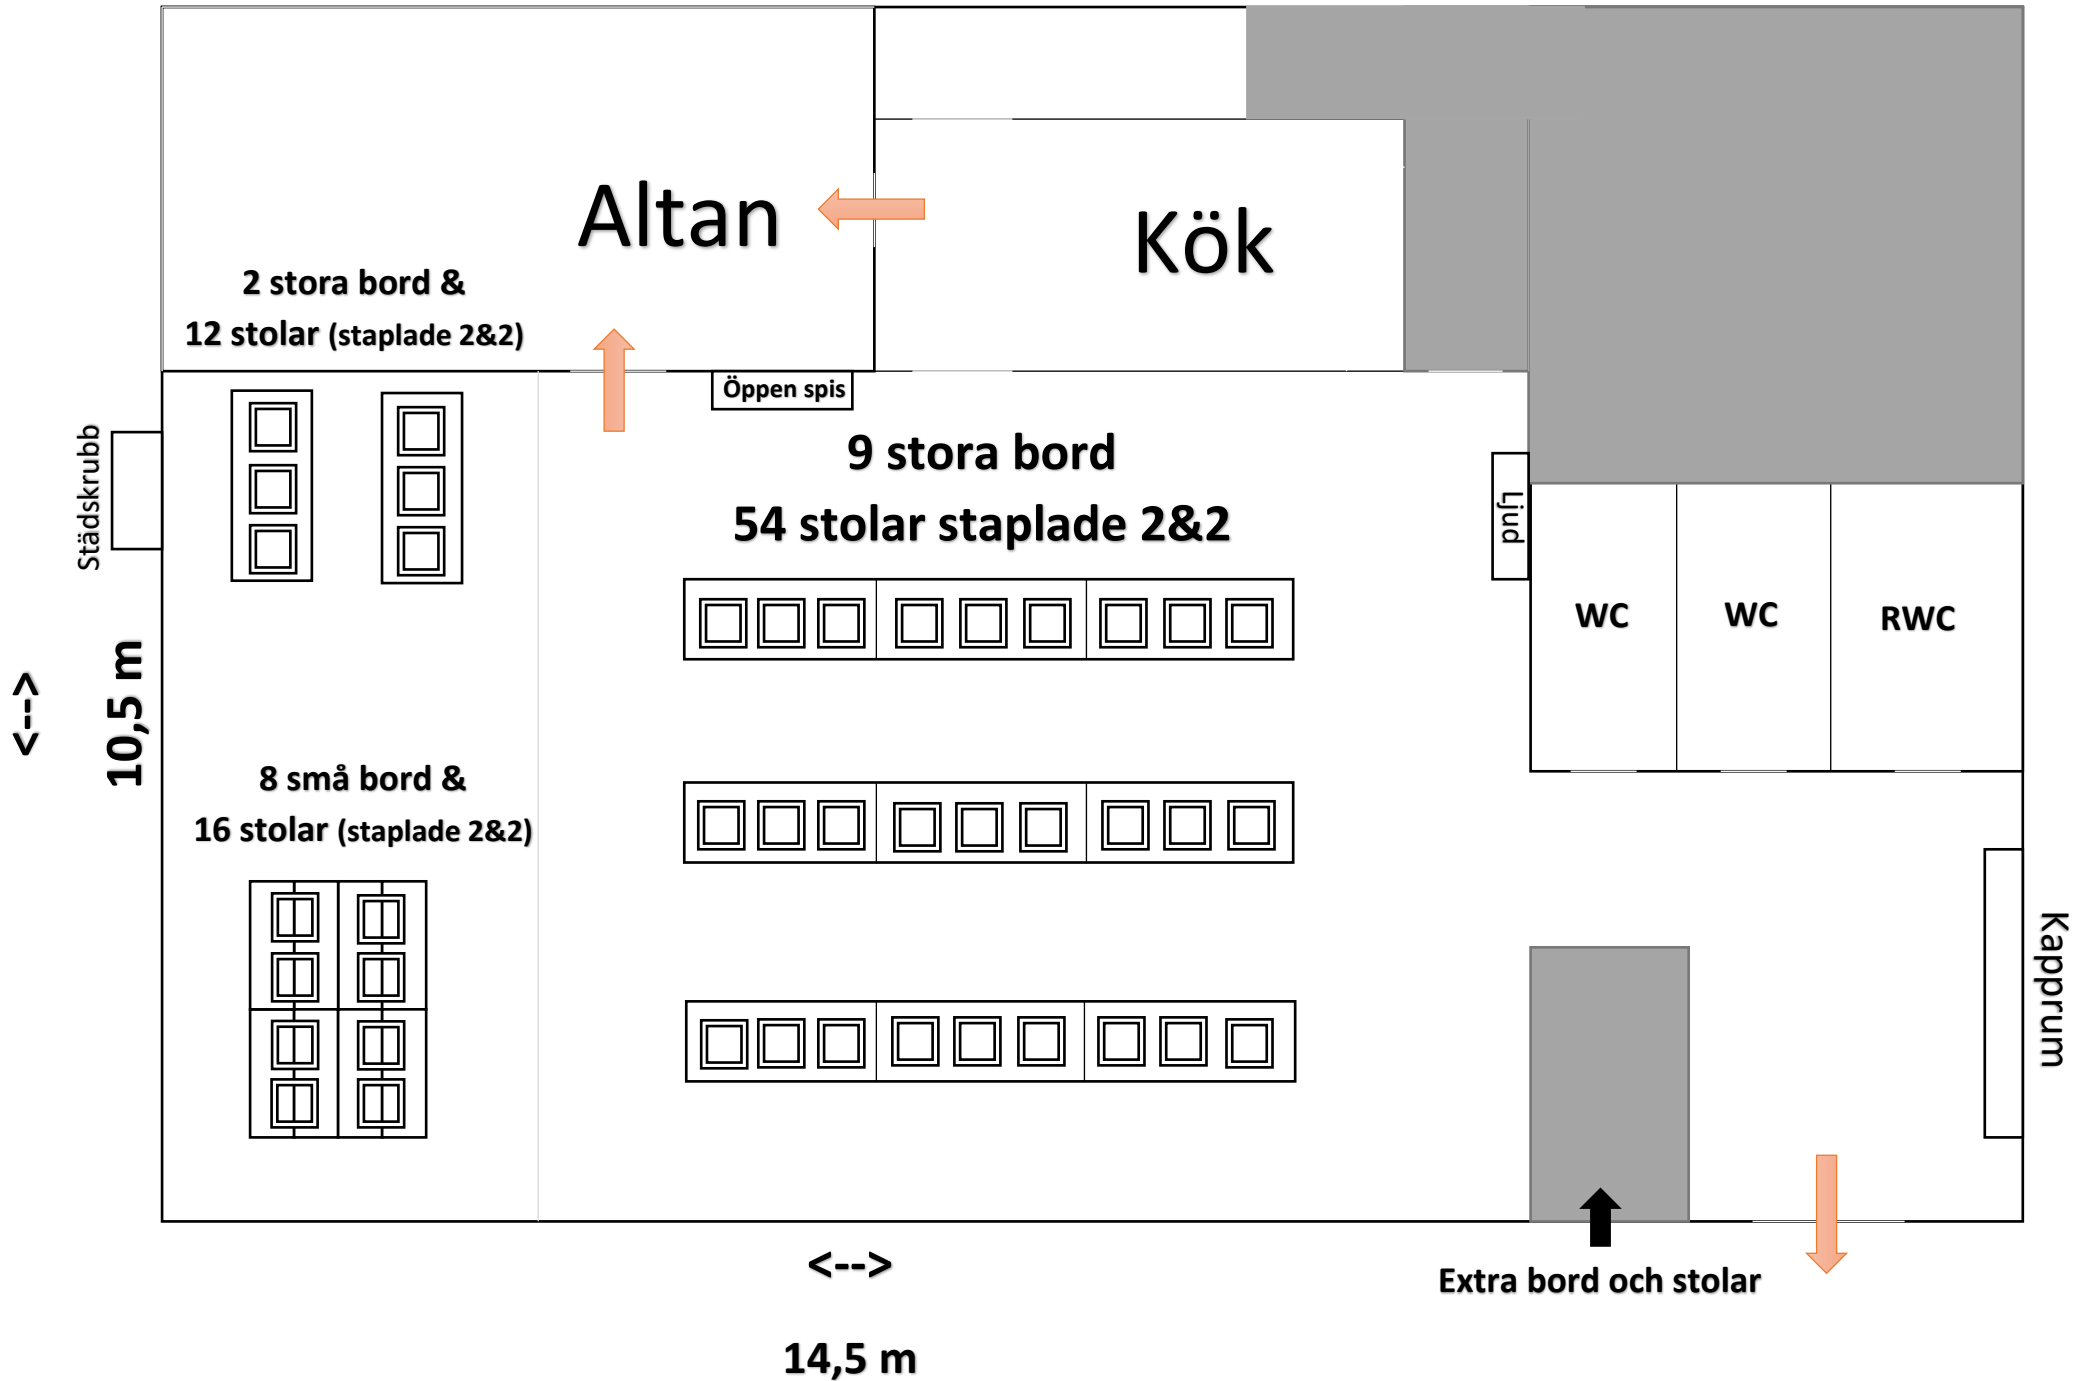 Altan
Kök
2 stora bord &
12 stolar (staplade 2&2)
Öppen spis
Städskrubb
9 stora bord
54 stolar staplade 2&2
Ljud
WC
WC
RWC
<-->
10,5 m
8 små bord &
16 stolar (staplade 2&2)
Kapprum
<-->
Extra bord och stolar
14,5 m